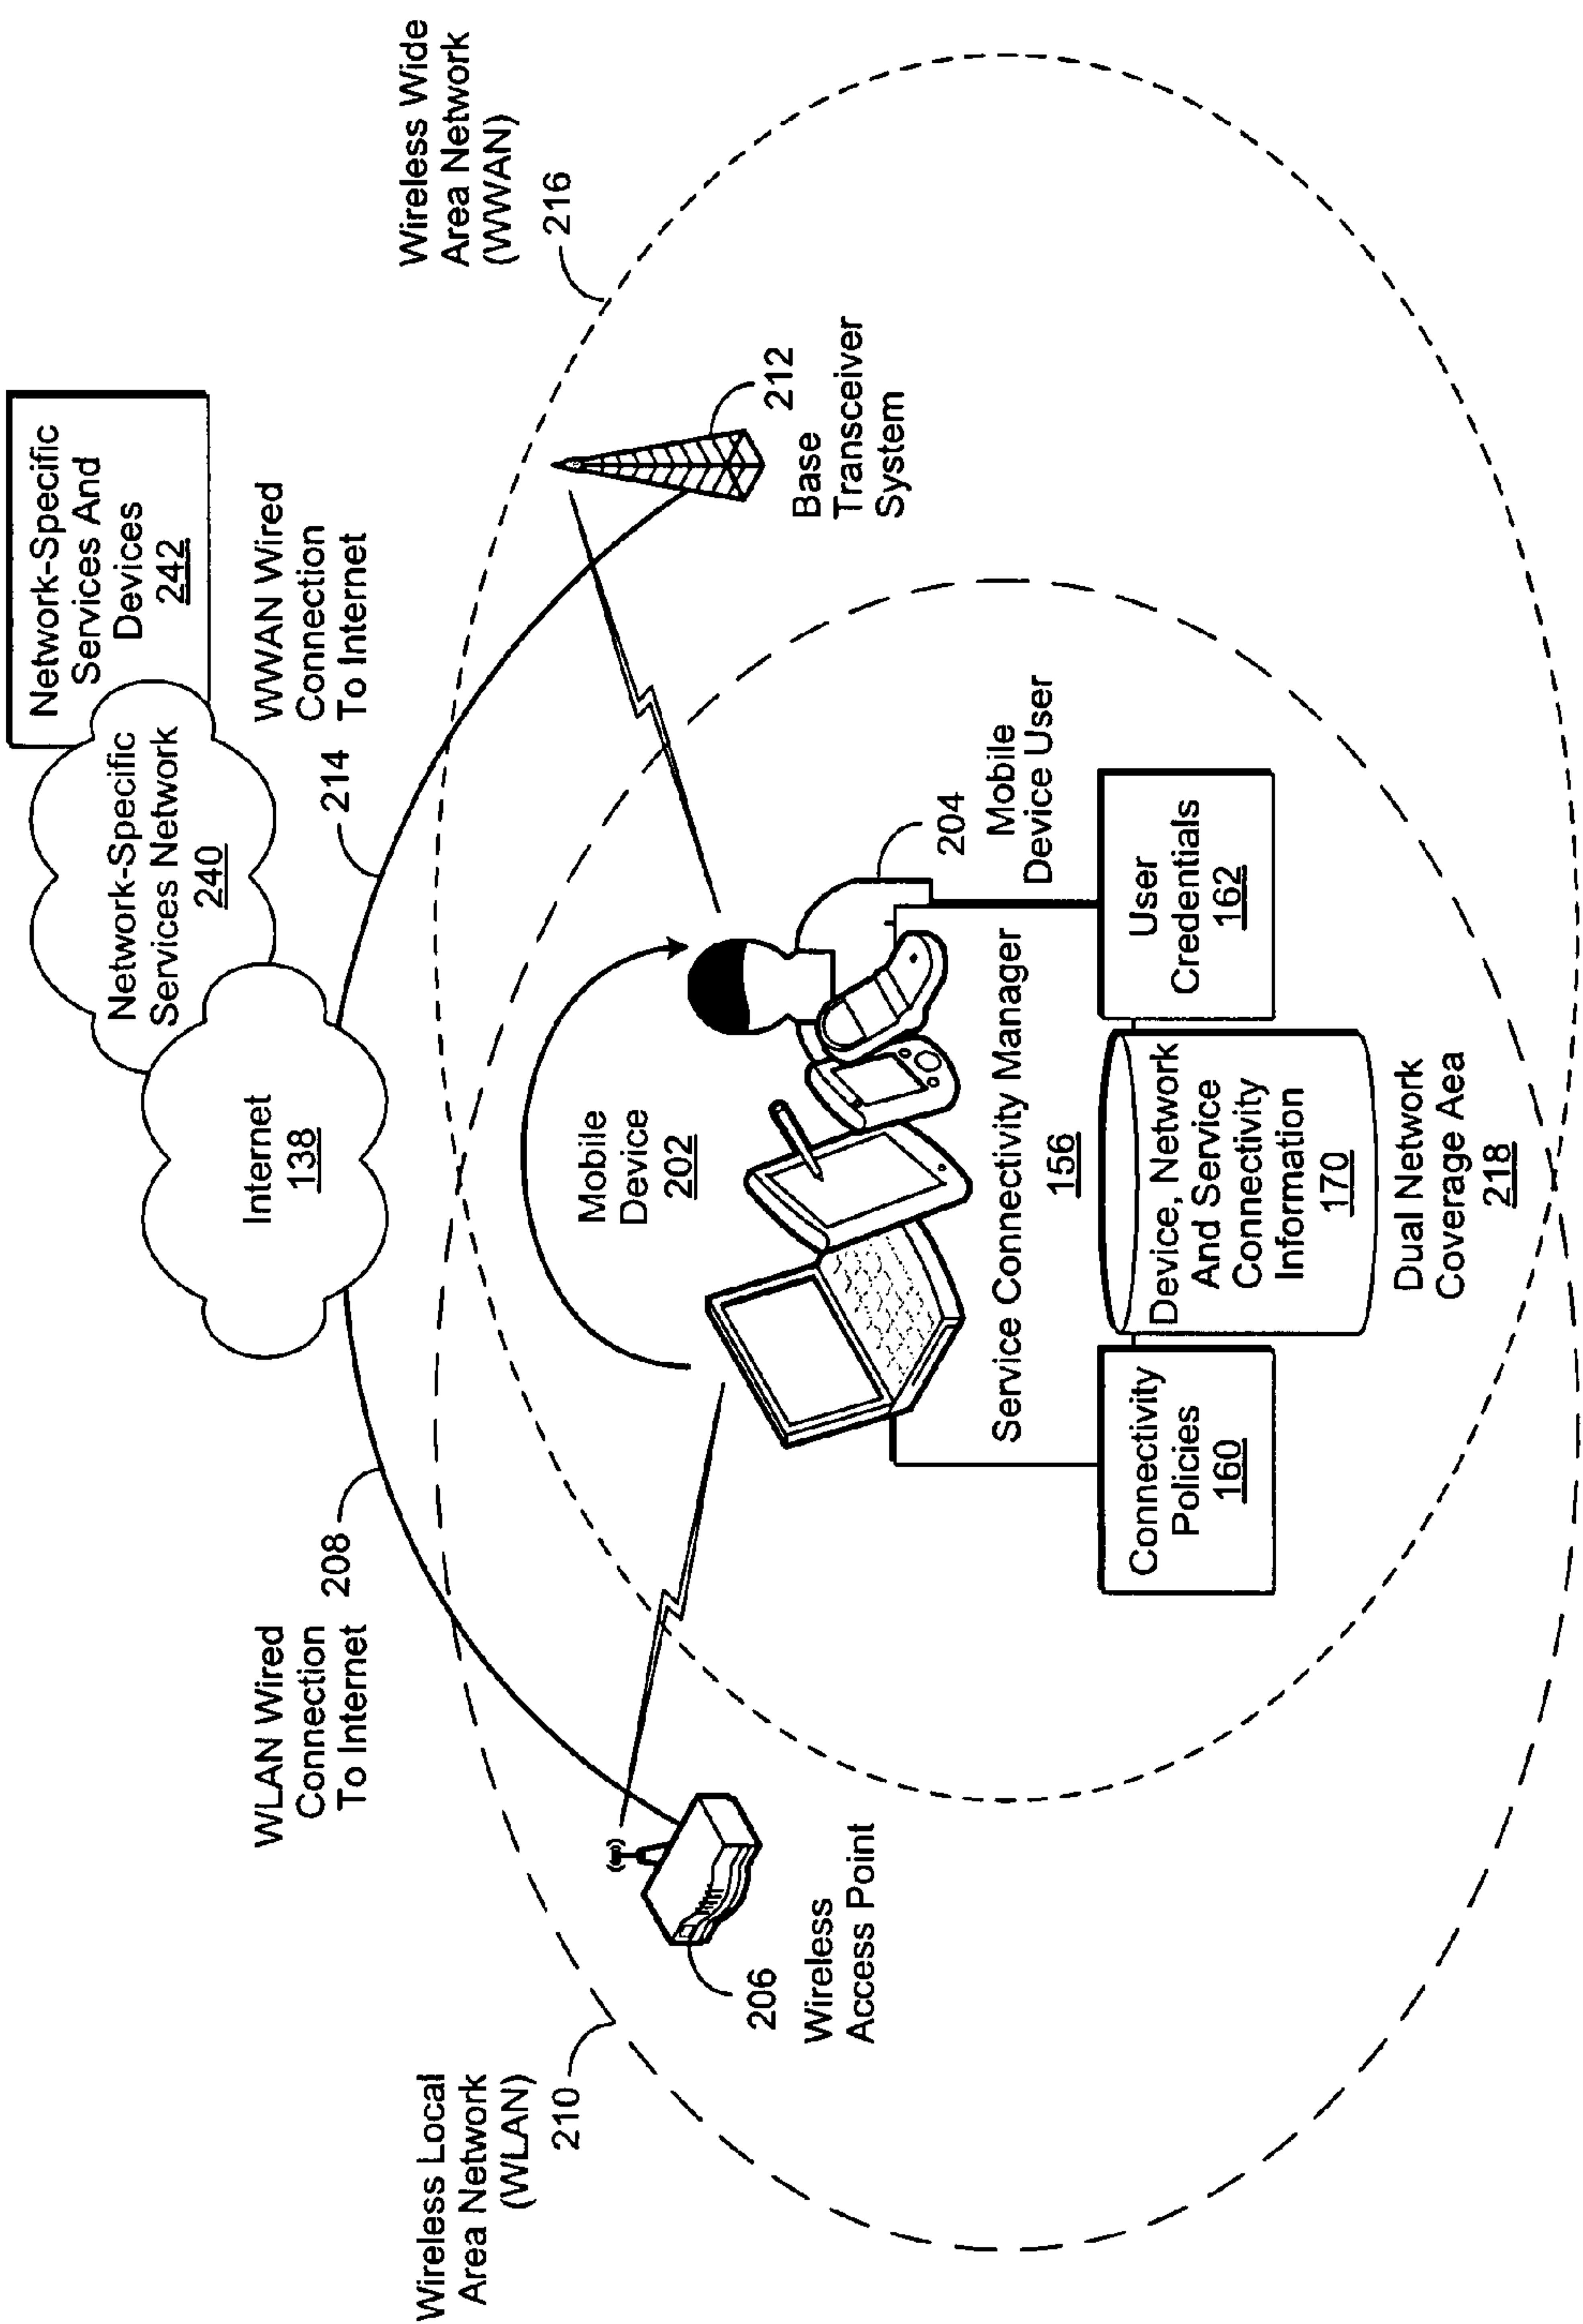 Network-Specific
Services And
Devices
242
Network-Specific
Services Network
240
Internet
138
WLAN Wired
Connection
To Internet
208
214
WWAN Wired
Connection
To Internet
Wireless Local
Area Network
(WLAN)
210
Wireless Wide
Area Network
(WWAN)
216
Mobile
Device
202
206
Wireless
Access Point
212
Base
Transceiver
System
204
Mobile
Device User
Service Connectivity Manager
156
Connectivity
Policies
160
Device, Network
And Service
Connectivity
Information
170
User
Credentials
162
Dual Network
Coverage Aea
218